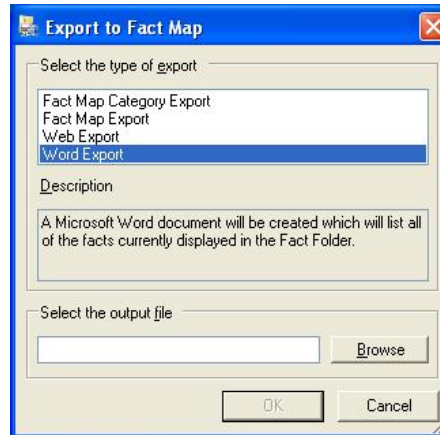 Export to Fact Map
Select the type of export
Fact Map Category Export
Fact Map Export
Web Export
Word Export
Description
A Microsoft Word document will be created which will list all
of the facts currently displayed in the Fact Folder.
Select the output file
Browse
OK
Cancel